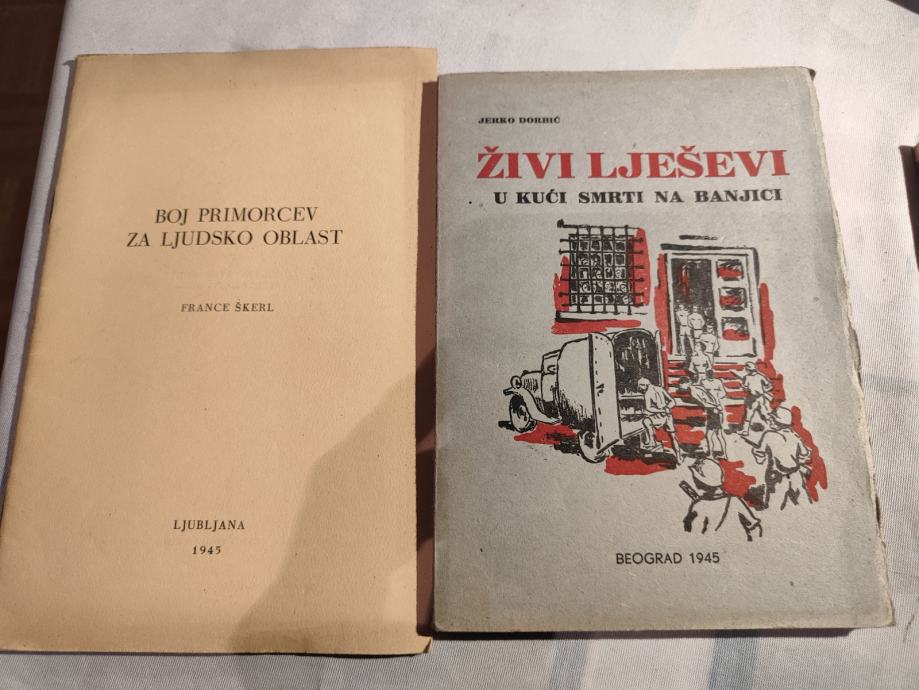 BOJ PRIMORCEV
ZA LJUDSKO OBLAST
FRANCE ŠKERL
LJUBLJANA
1945
JERKO DORBIĆ
ŽIVI LJEŠEVI
U KUĆI SMRTI NA BANJICI
BEOGRAD 1945